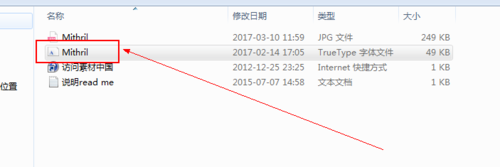 名称 修改日期 类型 大小
Mithril 2017-03-10 11:59 JPG 文件 249 KB
Mithril 2017-02-14 17:05 TrueType 字体文件 49 KB
访问素材中国 2012-12-25 23:25 Internet 快捷方式 1 KB
位置
说明read me 2015-07-07 14:58 文本文档 1 KB